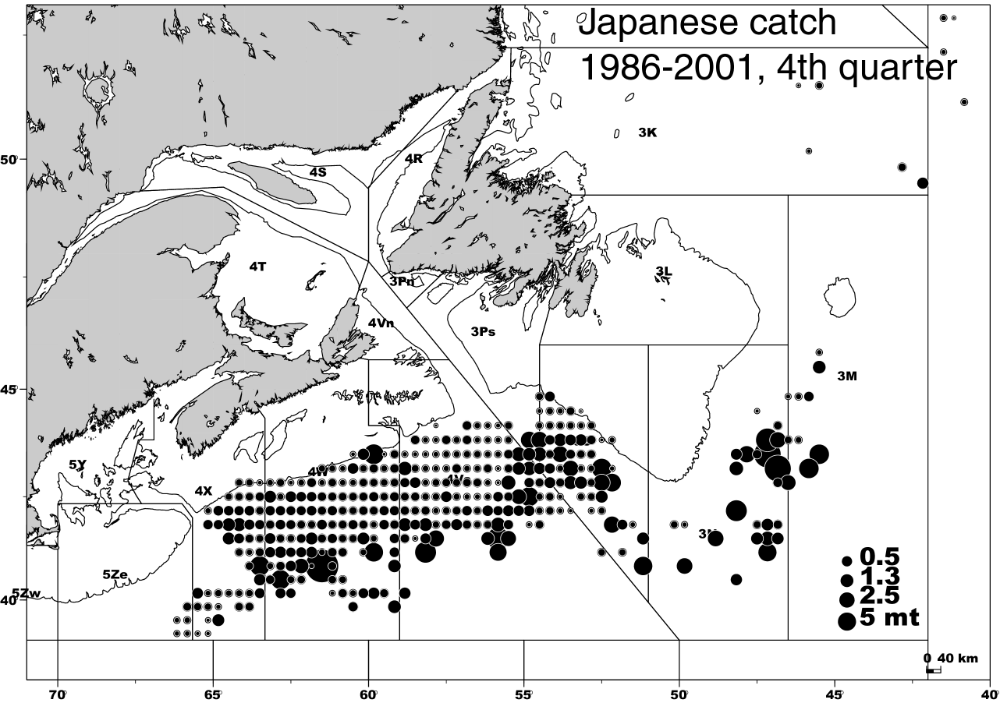 Japanese catch
1986-2001, 4th quarter
3K
50°
4R
4S
4T
3L
3Pn
4Vn
3Ps
3M
45°
5Y
4W
4V
4X
3N
0.5
1.3
2.5
5 mt
5Ze
5Zw
40°
0 40 km
70° 65° 60° 55° 50° 45° 40°